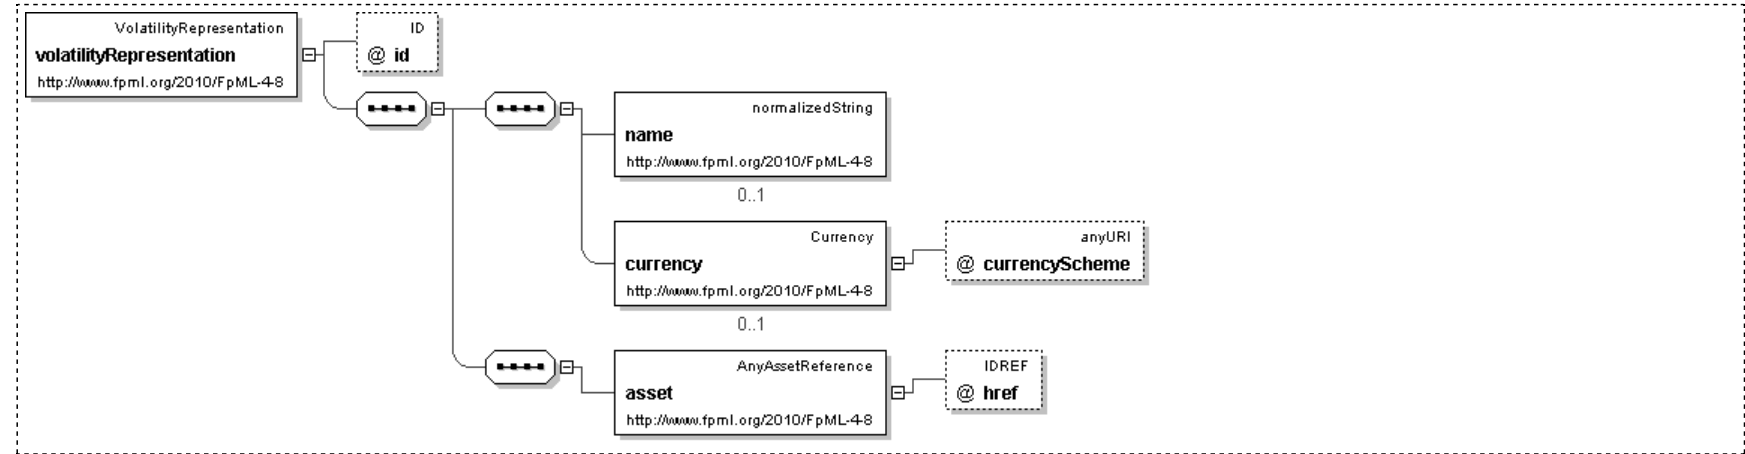 VolatilityRepresentation
volatilityRepresentation
http://www.fpml.org/2010/FpML-4-8
ID
@ id
normalizedString
name
http://www.fpml.org/2010/FpML-4-8
0..1
Currency
currency
http://www.fpml.org/2010/FpML-4-8
0..1
anyURI
@ currencyScheme
AnyAssetReference
asset
http://www.fpml.org/2010/FpML-4-8
IDREF
@ href